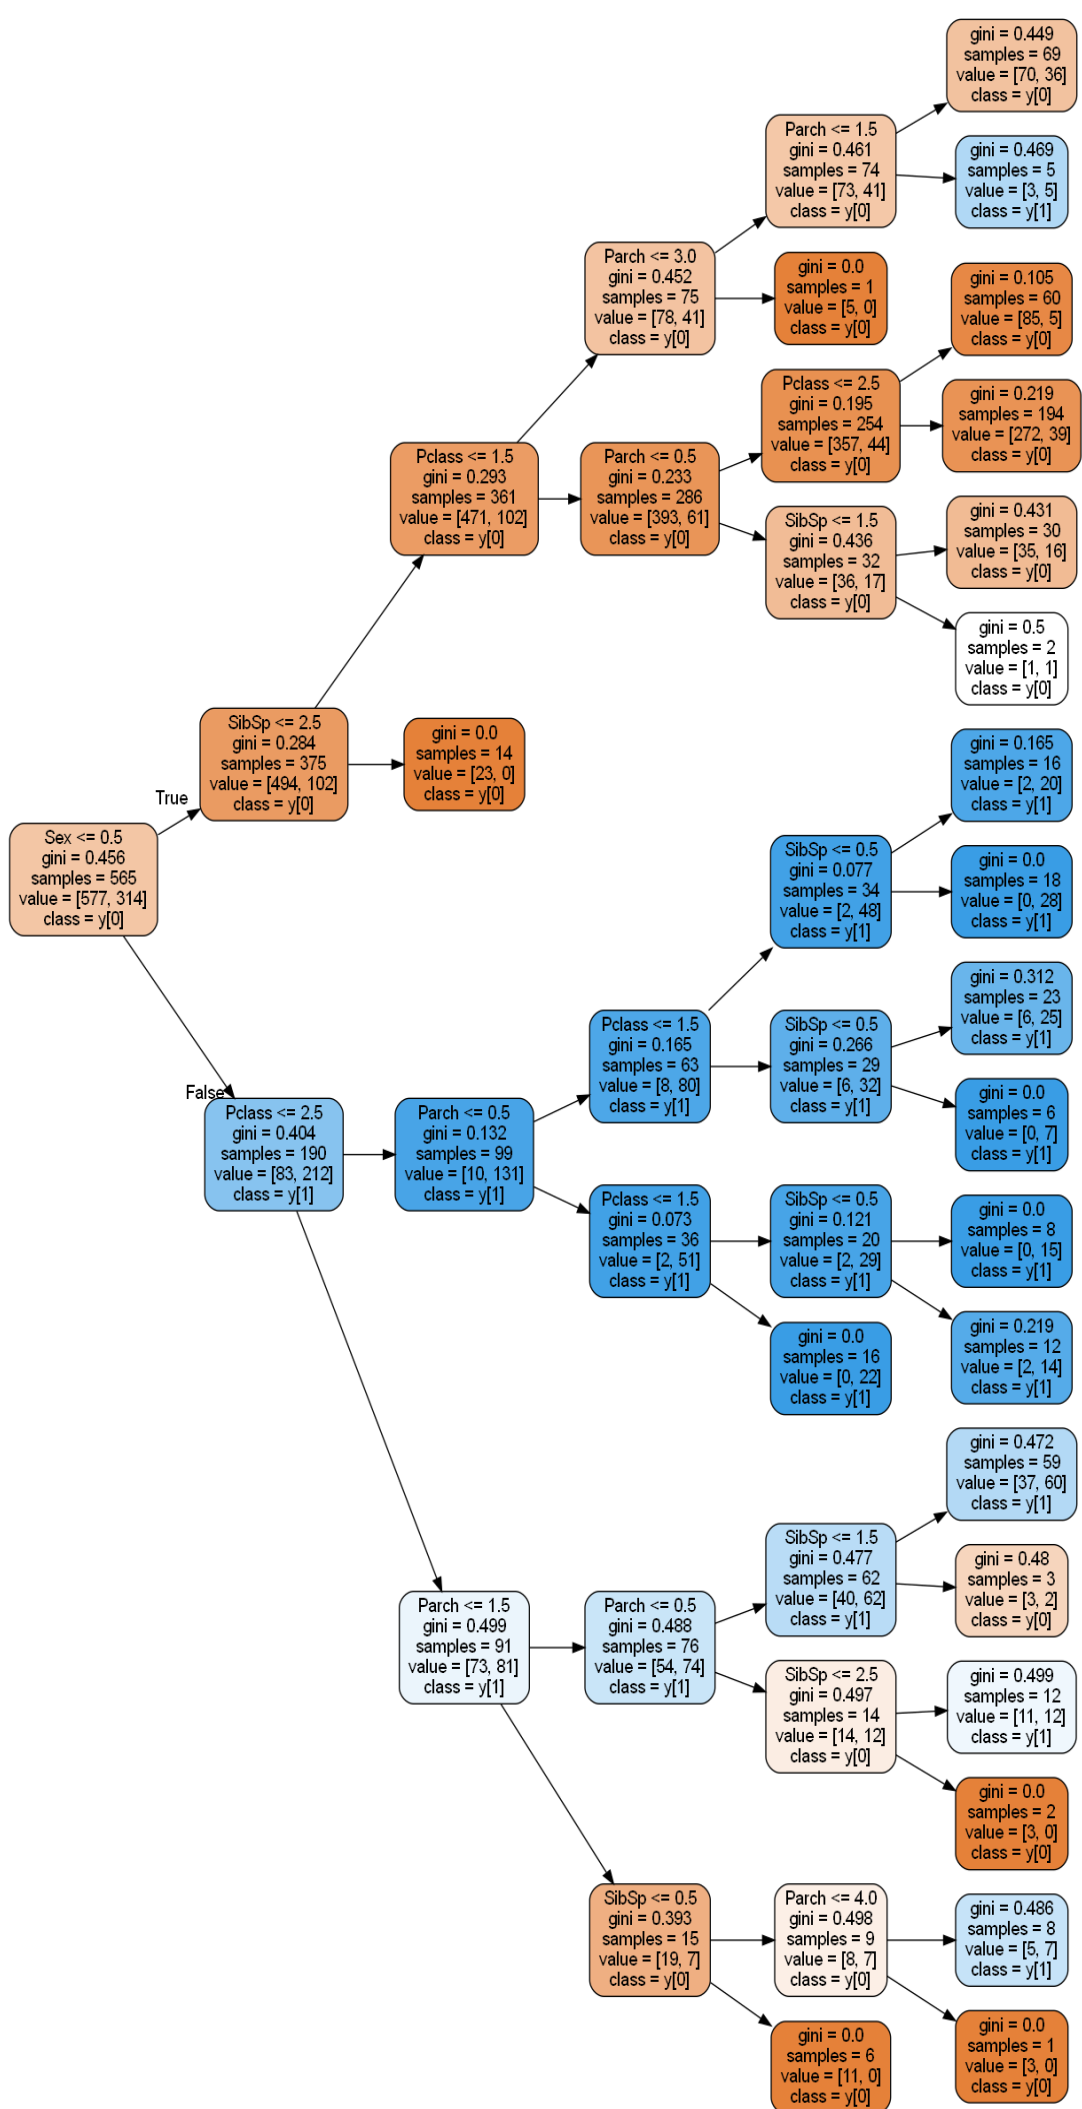 gini = 0.449
samples = 69
value = [70, 36]
class = y[0]
Parch <= 1.5
gini = 0.461
samples = 74
value = [73, 41]
class = y[0]
gini = 0.469
samples = 5
value = [3, 5]
class = y[1]
Parch <= 3.0
gini = 0.452
samples = 75
value = [78, 41]
class = y[0]
gini = 0.0
samples = 1
value = [5, 0]
class = y[0]
gini = 0.105
samples = 60
value = [85, 5]
class = y[0]
Pclass <= 2.5
gini = 0.195
samples = 254
value = [357, 44]
class = y[0]
gini = 0.219
samples = 194
value = [272, 39]
class = y[0]
Pclass <= 1.5
gini = 0.293
samples = 361
value = [471, 102]
class = y[0]
Parch <= 0.5
gini = 0.233
samples = 286
value = [393, 61]
class = y[0]
SibSp <= 1.5
gini = 0.436
samples = 32
value = [36, 17]
class = y[0]
gini = 0.431
samples = 30
value = [35, 16]
class = y[0]
gini = 0.5
samples = 2
value = [1, 1]
class = y[0]
SibSp <= 2.5
gini = 0.284
samples = 375
value = [494, 102]
class = y[0]
gini = 0.0
samples = 14
value = [23, 0]
class = y[0]
True
Sex <= 0.5
gini = 0.456
samples = 565
value = [577, 314]
class = y[0]
gini = 0.165
samples = 16
value = [2, 20]
class = y[1]
SibSp <= 0.5
gini = 0.077
samples = 34
value = [2, 48]
class = y[1]
gini = 0.0
samples = 18
value = [0, 28]
class = y[1]
gini = 0.312
samples = 23
value = [6, 25]
class = y[1]
Pclass <= 1.5
gini = 0.165
samples = 63
value = [8, 80]
class = y[1]
SibSp <= 0.5
gini = 0.266
samples = 29
value = [6, 32]
class = y[1]
gini = 0.0
samples = 6
value = [0, 7]
class = y[1]
False
Pclass <= 2.5
gini = 0.404
samples = 190
value = [83, 212]
class = y[1]
Parch <= 0.5
gini = 0.132
samples = 99
value = [10, 131]
class = y[1]
Pclass <= 1.5
gini = 0.073
samples = 36
value = [2, 51]
class = y[1]
SibSp <= 0.5
gini = 0.121
samples = 20
value = [2, 29]
class = y[1]
gini = 0.0
samples = 8
value = [0, 15]
class = y[1]
gini = 0.219
samples = 12
value = [2, 14]
class = y[1]
gini = 0.0
samples = 16
value = [0, 22]
class = y[1]
gini = 0.472
samples = 59
value = [37, 60]
class = y[1]
SibSp <= 1.5
gini = 0.477
samples = 62
value = [40, 62]
class = y[1]
gini = 0.48
samples = 3
value = [3, 2]
class = y[0]
Parch <= 1.5
gini = 0.499
samples = 91
value = [73, 81]
class = y[1]
Parch <= 0.5
gini = 0.488
samples = 76
value = [54, 74]
class = y[1]
SibSp <= 2.5
gini = 0.497
samples = 14
value = [14, 12]
class = y[0]
gini = 0.499
samples = 12
value = [11, 12]
class = y[1]
gini = 0.0
samples = 2
value = [3, 0]
class = y[0]
SibSp <= 0.5
gini = 0.393
samples = 15
value = [19, 7]
class = y[0]
Parch <= 4.0
gini = 0.498
samples = 9
value = [8, 7]
class = y[0]
gini = 0.486
samples = 8
value = [5, 7]
class = y[1]
gini = 0.0
samples = 1
value = [3, 0]
class = y[0]
gini = 0.0
samples = 6
value = [11, 0]
class = y[0]